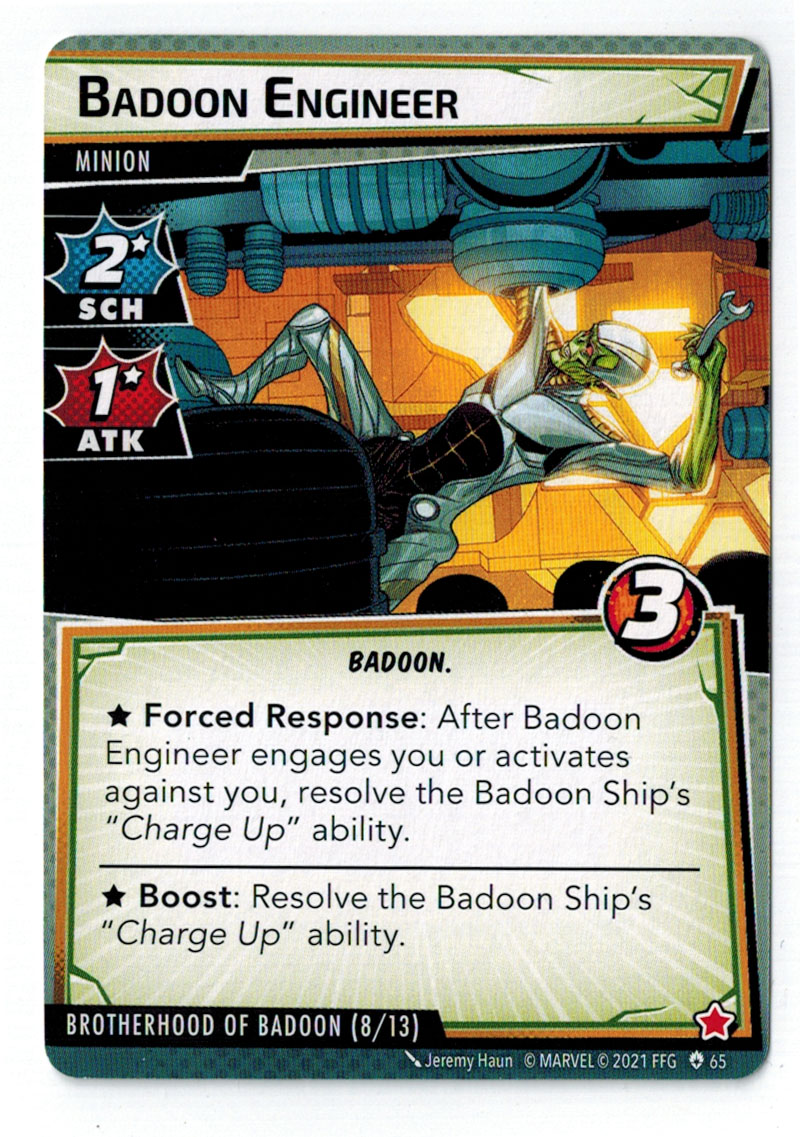 BADOON ENGINEER
MINION
2★
SCH
1★
ATK
3
BADOON.
★ Forced Response: After Badoon
Engineer engages you or activates
against you, resolve the Badoon Ship's
"Charge Up" ability.
★ Boost: Resolve the Badoon Ship's
"Charge Up" ability.
BROTHERHOOD OF BADOON (8/13)
Jeremy Haun © MARVEL © 2021 FFG 65